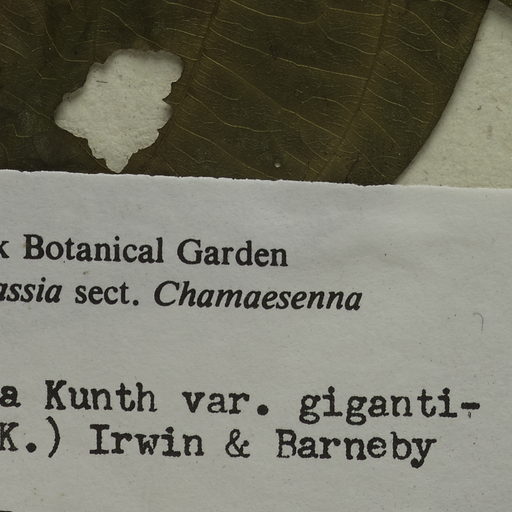 k Botanical Garden
assia sect. Chamaesenna
a Kunth var. giganti-
K.) Irwin & Barneby